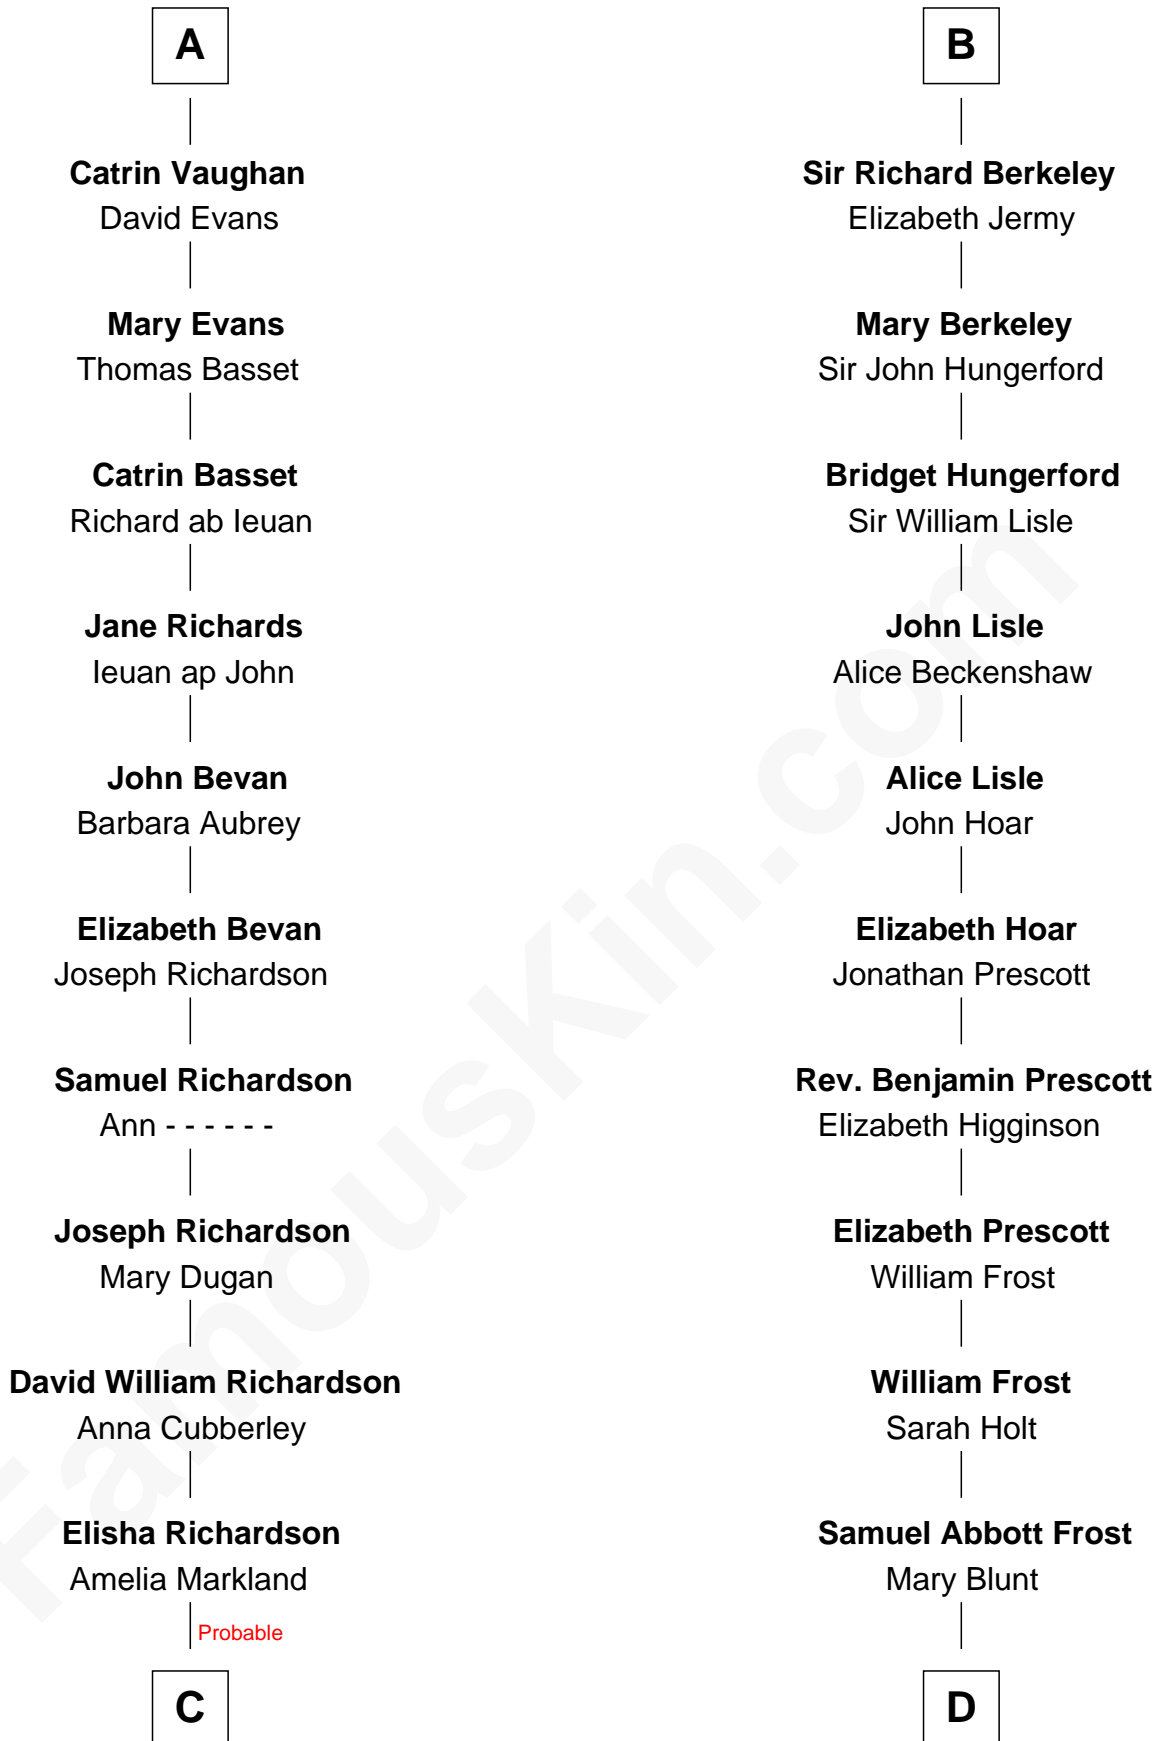 A
Catrin Vaughan
David Evans
Mary Evans
Thomas Basset
Catrin Basset
Richard ab Ieuan
Jane Richards
Ieuan ap John
John Bevan
Barbara Aubrey
Elizabeth Bevan
Joseph Richardson
Samuel Richardson
Ann - - - - - -
Joseph Richardson
Mary Dugan
David William Richardson
Anna Cubberley
Elisha Richardson
Amelia Markland
Probable
C
B
Sir Richard Berkeley
Elizabeth Jermy
Mary Berkeley
Sir John Hungerford
Bridget Hungerford
Sir William Lisle
John Lisle
Alice Beckenshaw
Alice Lisle
John Hoar
Elizabeth Hoar
Jonathan Prescott
Rev. Benjamin Prescott
Elizabeth Higginson
Elizabeth Prescott
William Frost
William Frost
Sarah Holt
Samuel Abbott Frost
Mary Blunt
D
FamousKin.com